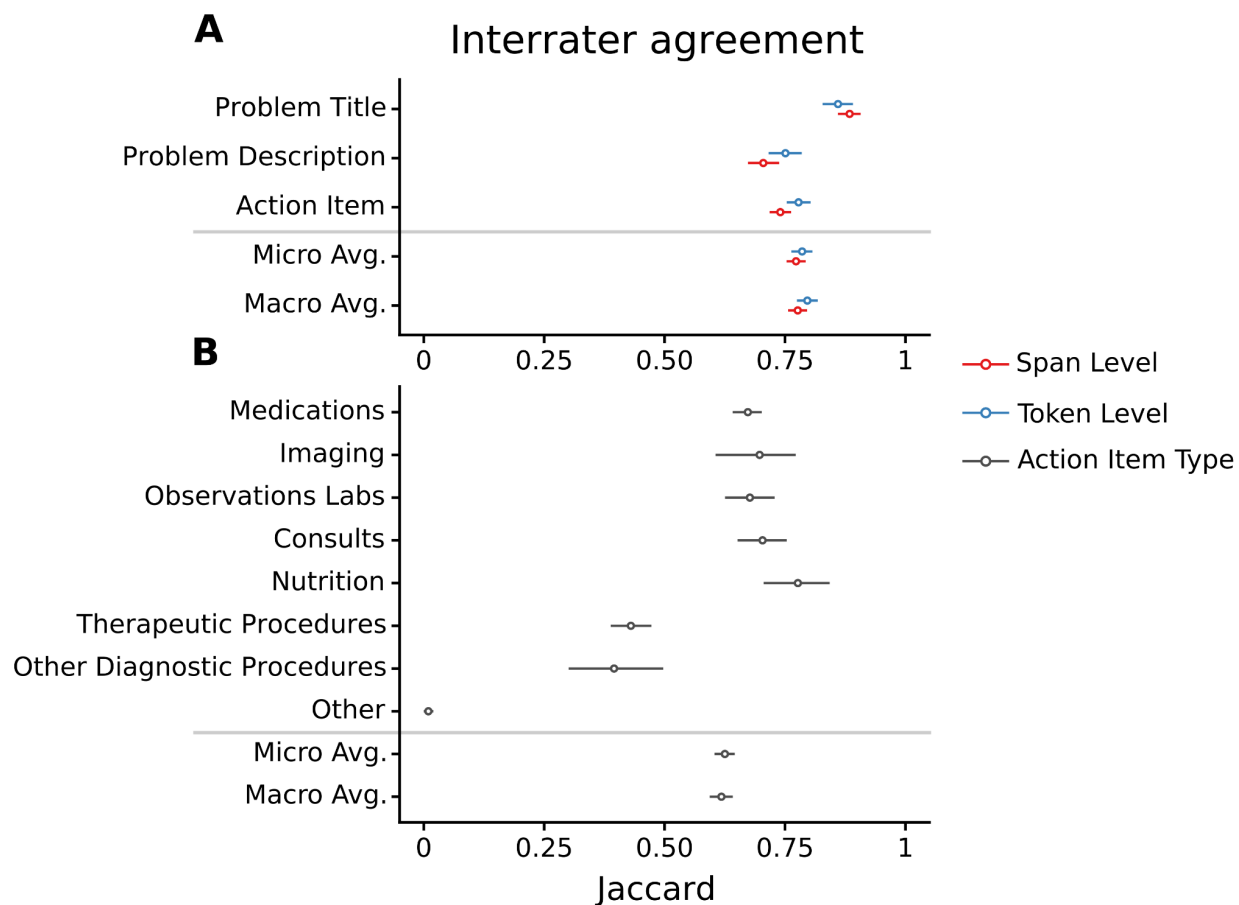 A
Interrater agreement
Problem Title
Problem Description
Action Item
Micro Avg.
Macro Avg.
0 0.25 0.50 0.75 1
B
Span Level
Token Level
Action Item Type
Medications
Imaging
Observations Labs
Consults
Nutrition
Therapeutic Procedures
Other Diagnostic Procedures
Other
Micro Avg.
Macro Avg.
0 0.25 0.50 0.75 1
Jaccard